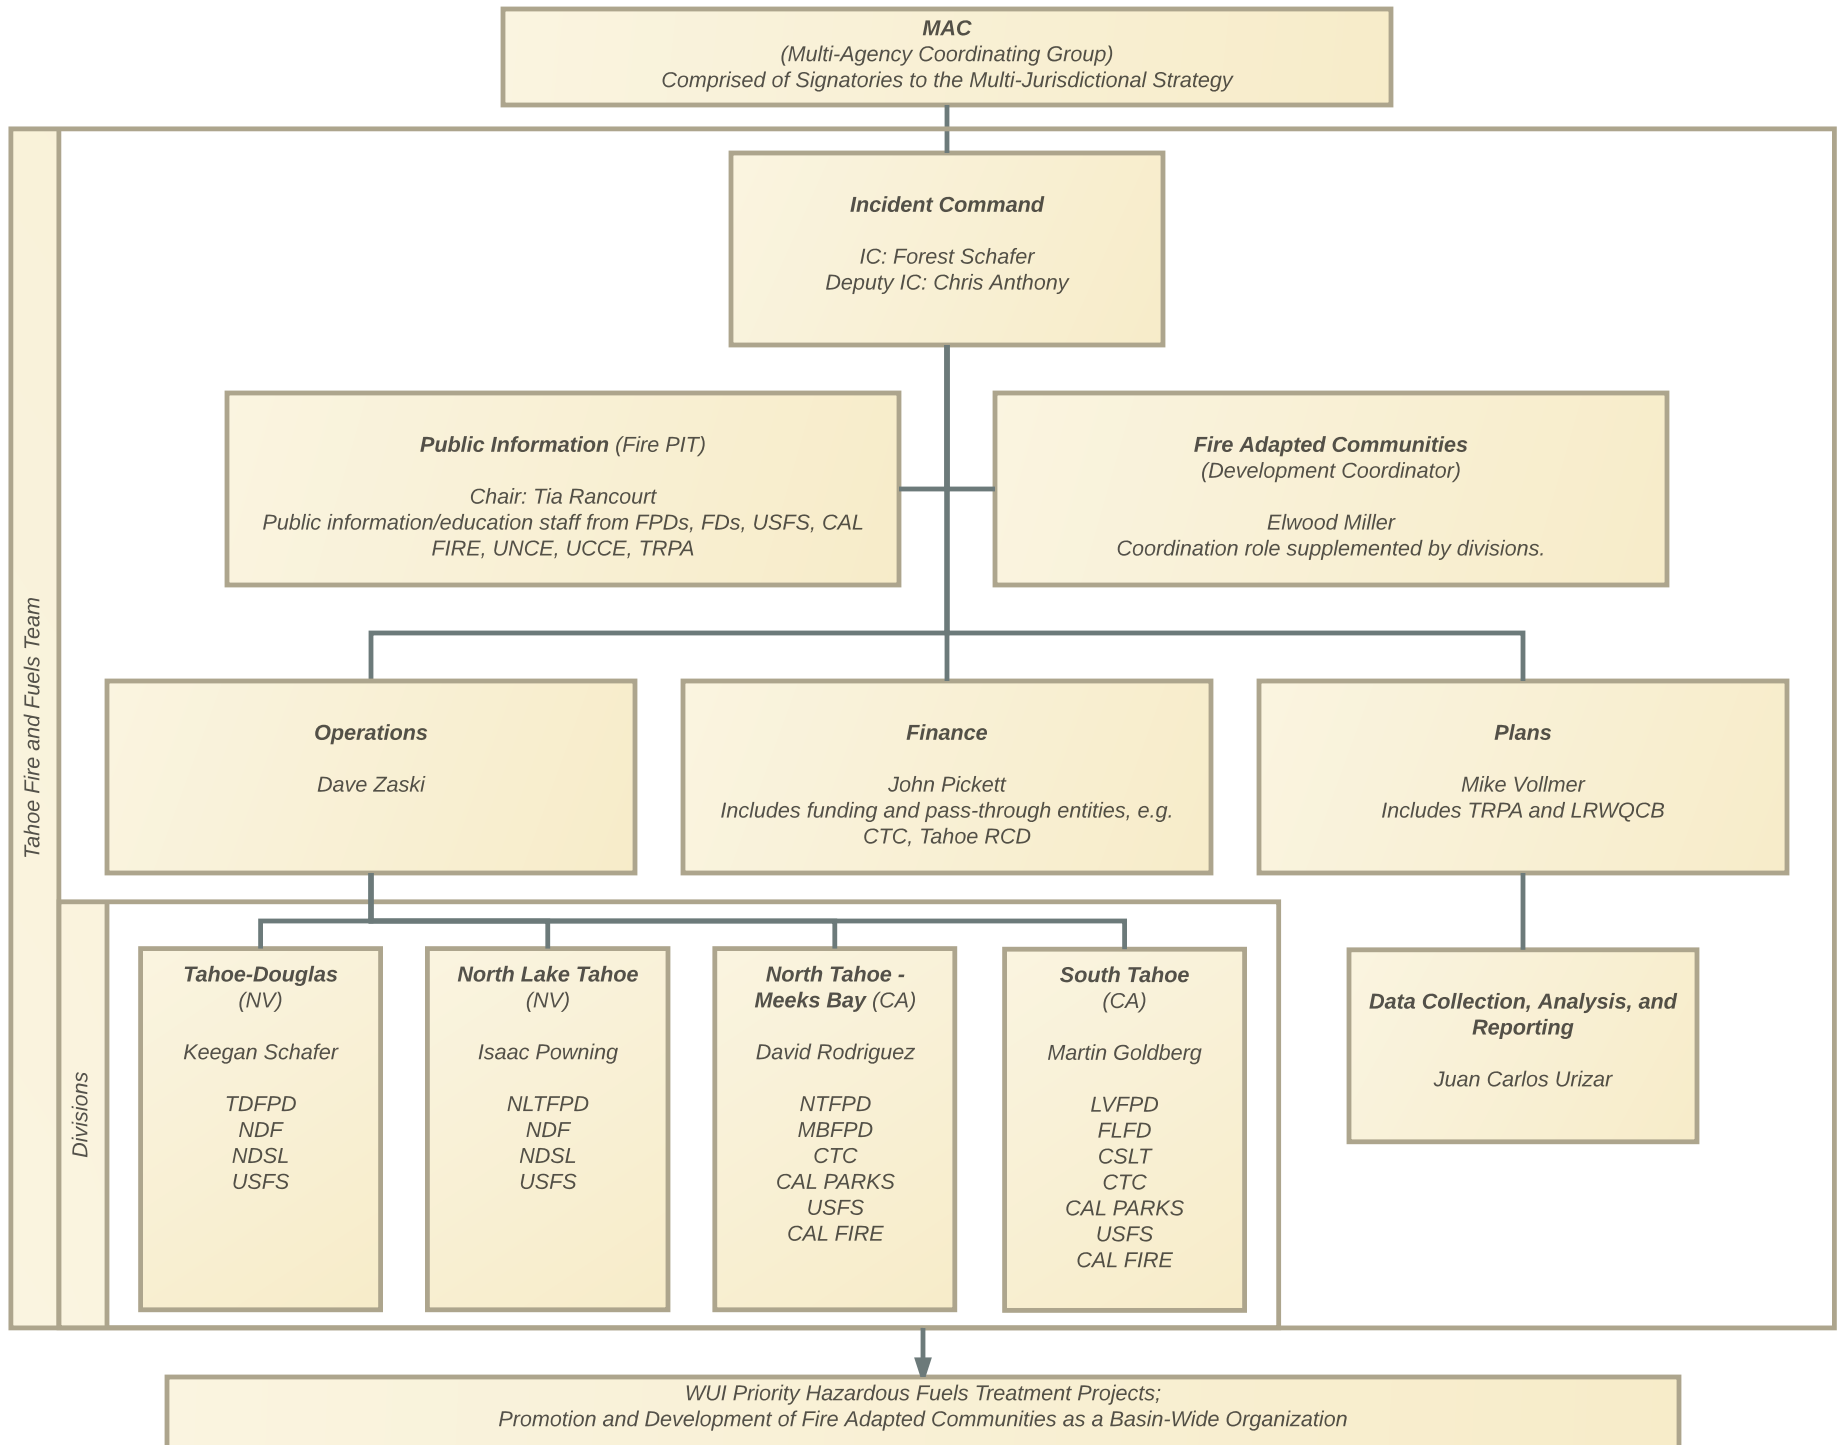 MAC
(Multi-Agency Coordinating Group)
Comprised of Signatories to the Multi-Jurisdictional Strategy
Tahoe Fire and Fuels Team
Incident Command
IC: Forest Schafer
Deputy IC: Chris Anthony
Public Information (Fire PIT)
Chair: Tia Rancourt
Public information/education staff from FPDs, FDs, USFS, CAL
FIRE, UNCE, UCCE, TRPA
Fire Adapted Communities
(Development Coordinator)
Elwood Miller
Coordination role supplemented by divisions.
Operations
Dave Zaski
Finance
John Pickett
Includes funding and pass-through entities, e.g.
CTC, Tahoe RCD
Plans
Mike Vollmer
Includes TRPA and LRWQCB
Divisions
Tahoe-Douglas
(NV)
Keegan Schafer
TDFPD
NDF
NDSL
USFS
North Lake Tahoe
(NV)
Isaac Powning
NLTFPD
NDF
NDSL
USFS
North Tahoe -
Meeks Bay (CA)
David Rodriguez
NTFPD
MBFPD
CTC
CAL PARKS
USFS
CAL FIRE
South Tahoe
(CA)
Martin Goldberg
LVFPD
FLFD
CSLT
CTC
CAL PARKS
USFS
CAL FIRE
Data Collection, Analysis, and
Reporting
Juan Carlos Urizar
WUI Priority Hazardous Fuels Treatment Projects;
Promotion and Development of Fire Adapted Communities as a Basin-Wide Organization